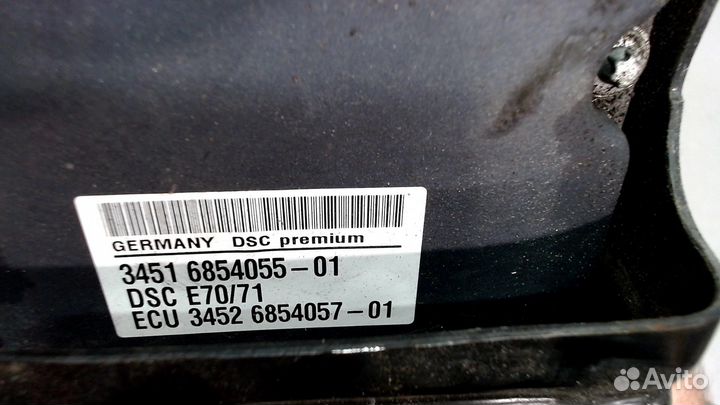 GERMANY DSC premium
3451 6854055-01
DSC E70/71
ECU 3452 6854057-01
Avito